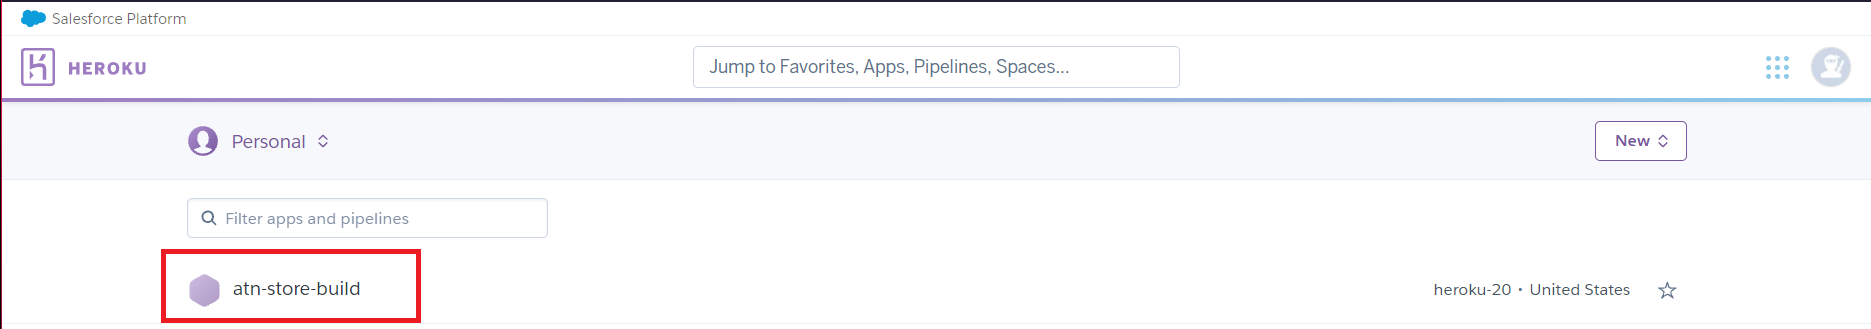 Salesforce Platform
HEROKU
Jump to Favorites, Apps, Pipelines, Spaces...
Personal
New
Filter apps and pipelines
atn-store-build
heroku-20 • United States